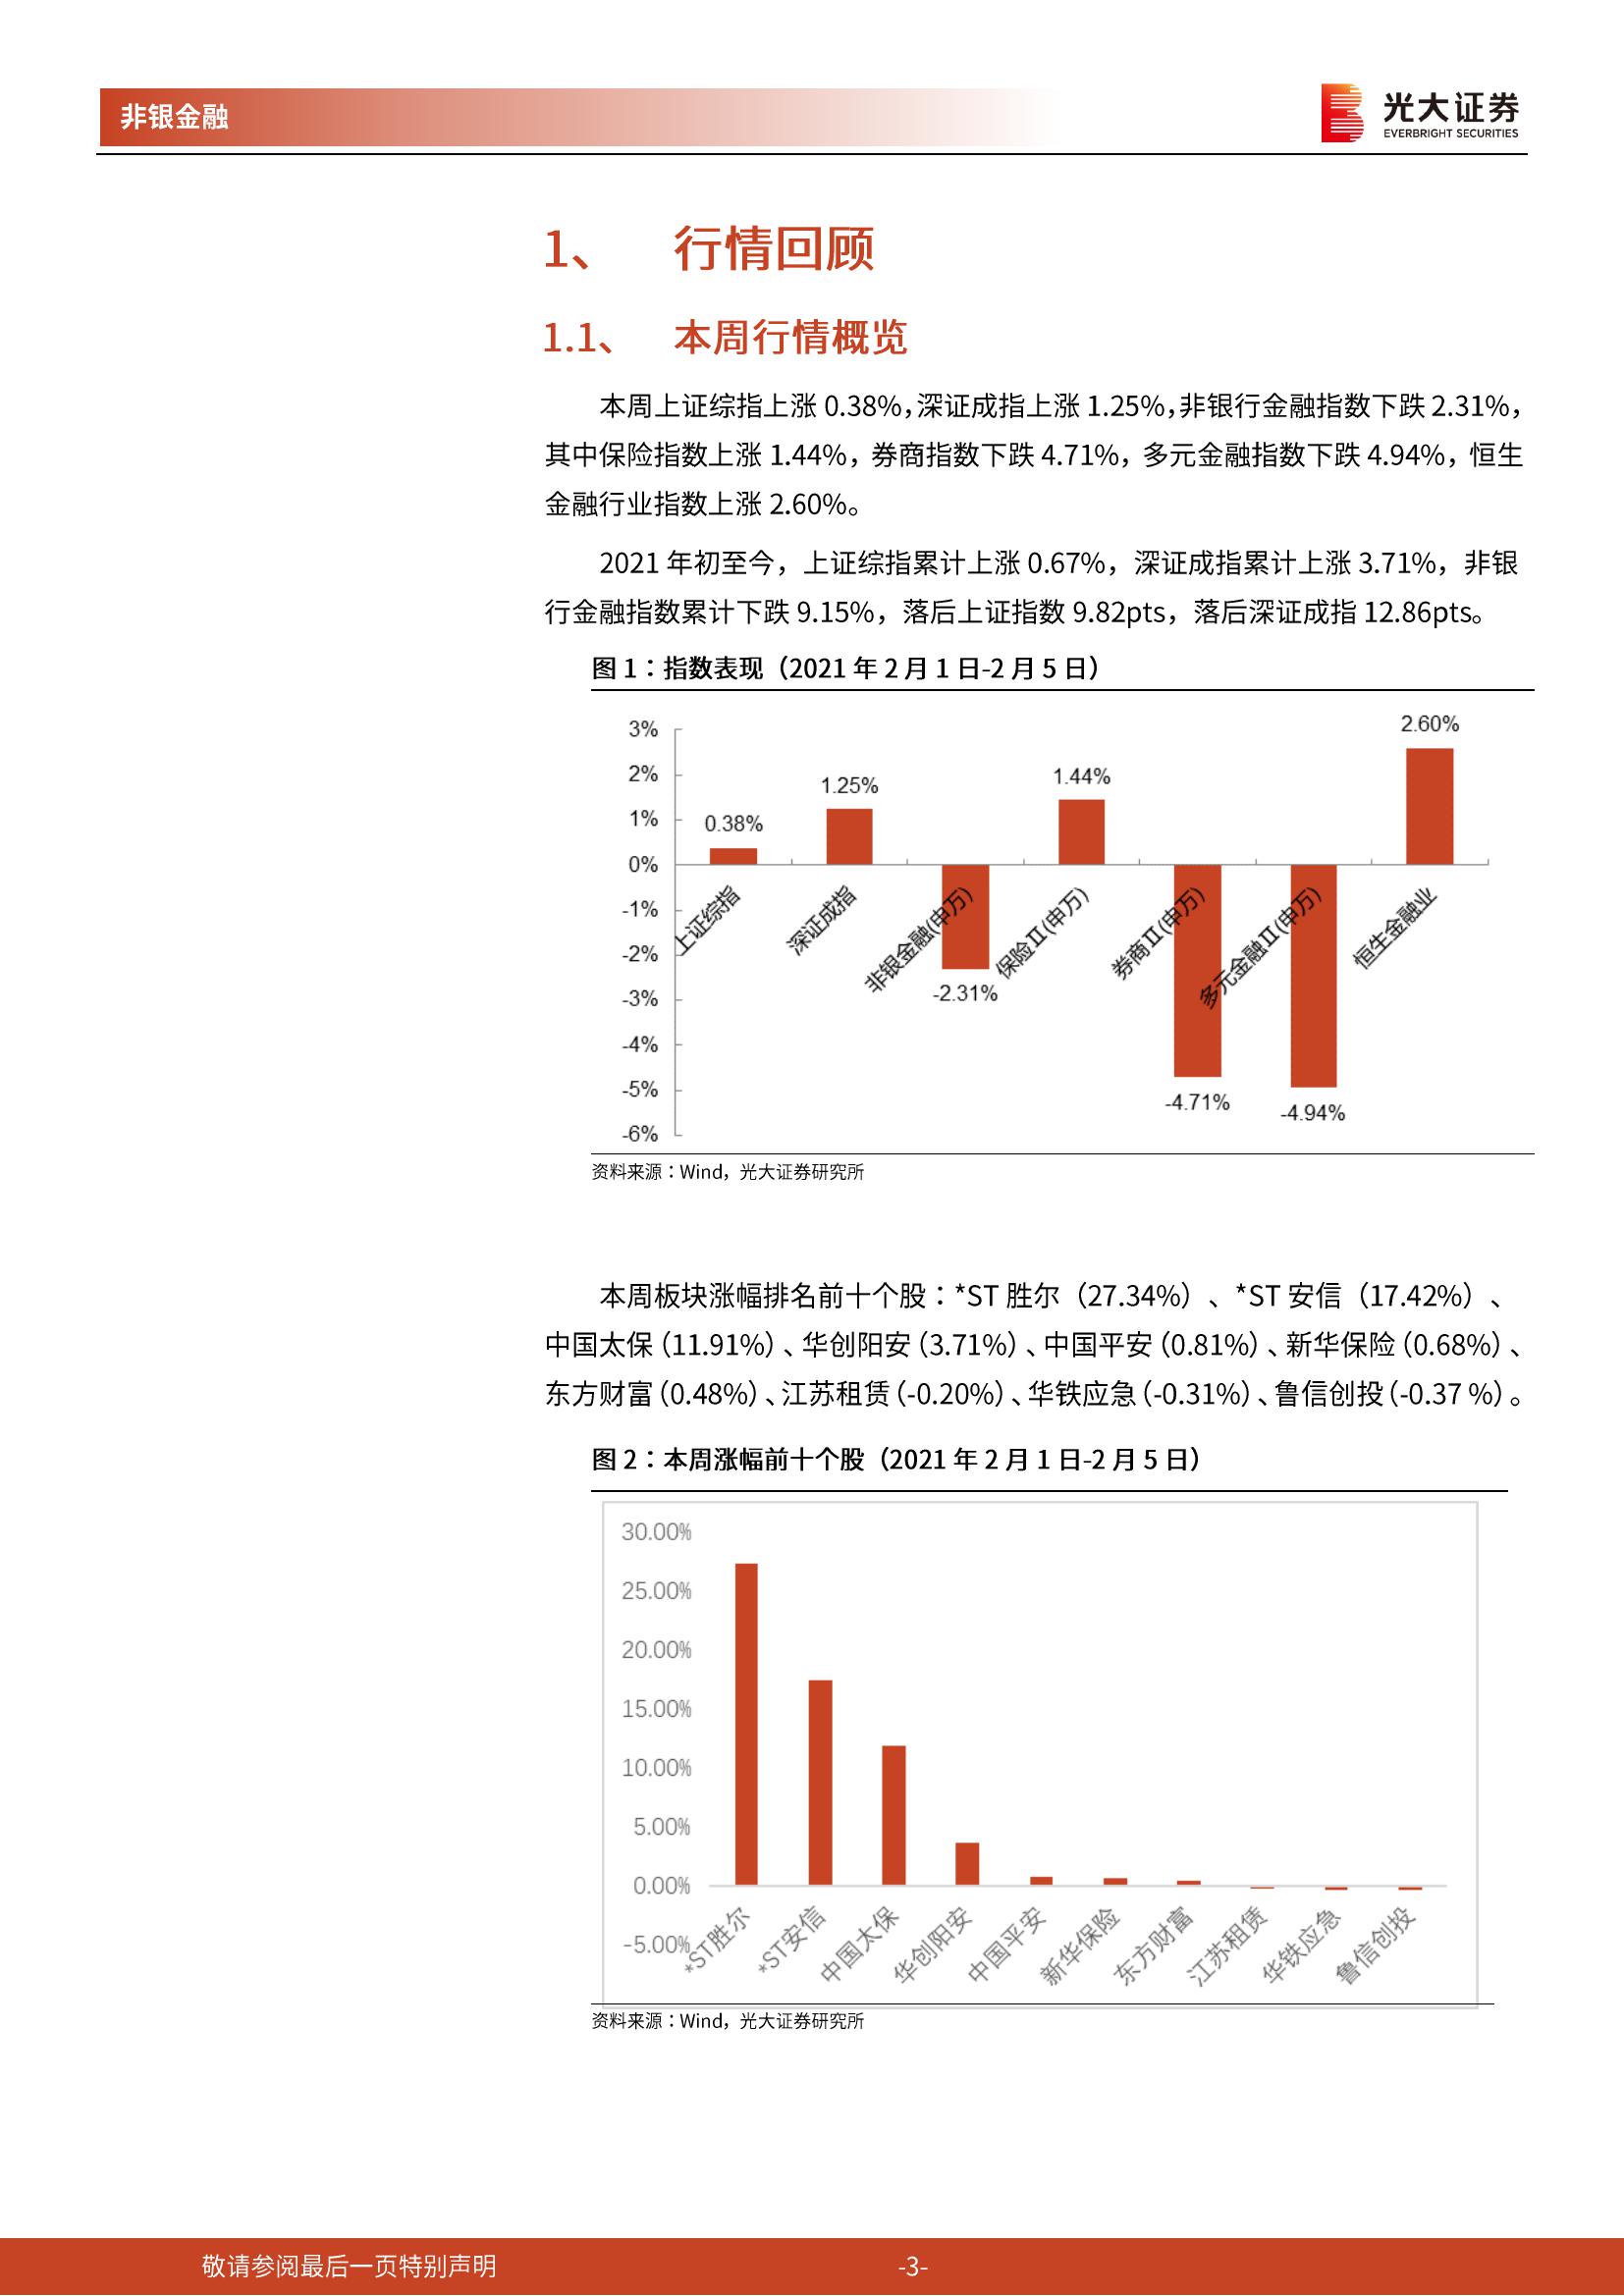 非银金融
光大证券
EVERBRIGHT SECURITIES
1、 行情回顾
1.1、 本周行情概览
本周上证综指上涨 0.38%，深证成指上涨 1.25%，非银行金融指数下跌 2.31%，
其中保险指数上涨 1.44%，券商指数下跌 4.71%，多元金融指数下跌 4.94%，恒生
金融行业指数上涨 2.60%。
2021 年初至今，上证综指累计上涨 0.67%，深证成指累计上涨 3.71%，非银
行金融指数累计下跌 9.15%，落后上证指数 9.82pts，落后深证成指 12.86pts。
图 1：指数表现（2021 年 2 月 1 日-2 月 5 日）
3%
2%
1%
0%
-1%
-2%
-3%
-4%
-5%
-6%
0.38%
1.25%
-2.31%
1.44%
-4.71%
-4.94%
2.60%
上证综指
深证成指
非银金融(申万)
保险Ⅱ(申万)
券商Ⅱ(申万)
多元金融Ⅱ(申万)
恒生金融业
资料来源：Wind，光大证券研究所
本周板块涨幅排名前十个股：*ST 胜尔（27.34%）、*ST 安信（17.42%）、
中国太保（11.91%）、华创阳安（3.71%）、中国平安（0.81%）、新华保险（0.68%）、
东方财富（0.48%）、江苏租赁（-0.20%）、华铁应急（-0.31%）、鲁信创投（-0.37 %）。
图 2：本周涨幅前十个股（2021 年 2 月 1 日-2 月 5 日）
30.00%
25.00%
20.00%
15.00%
10.00%
5.00%
0.00%
-5.00%
*ST胜尔
*ST安信
中国太保
华创阳安
中国平安
新华保险
东方财富
江苏租赁
华铁应急
鲁信创投
资料来源：Wind，光大证券研究所
敬请参阅最后一页特别声明
-3-